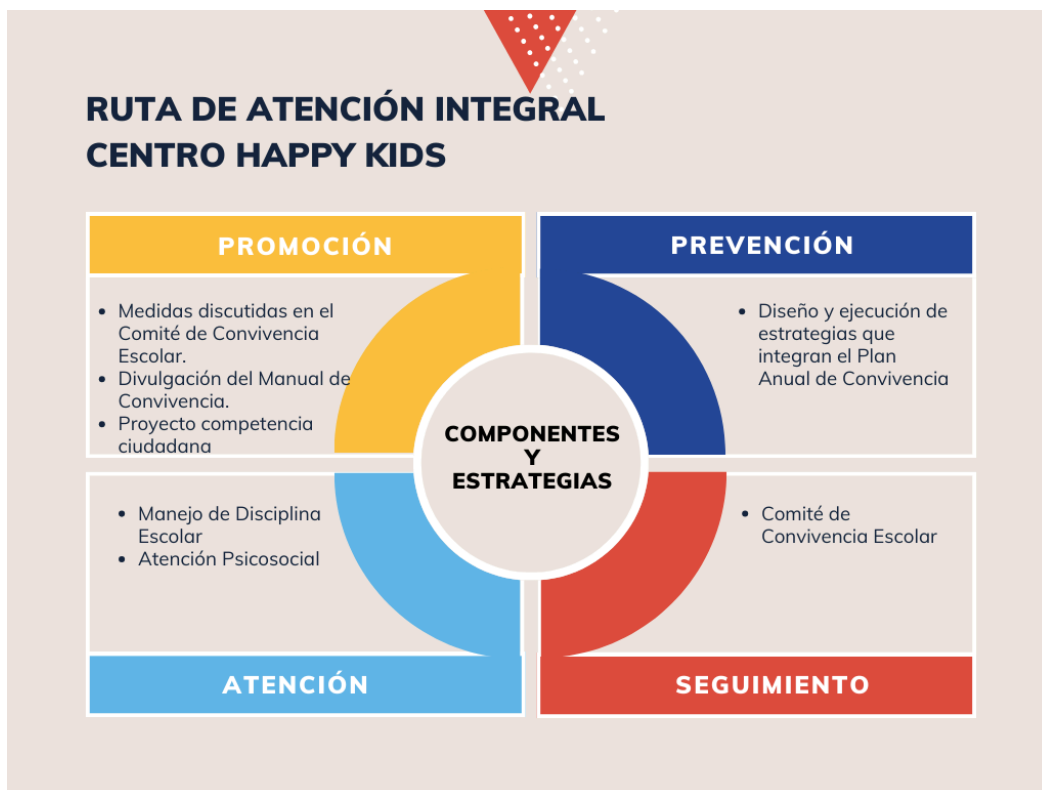 RUTA DE ATENCIÓN INTEGRAL
CENTRO HAPPY KIDS
PROMOCIÓN
• Medidas discutidas en el
Comité de Convivencia
Escolar.
• Divulgación del Manual de
Convivencia.
• Proyecto competencia
ciudadana
PREVENCIÓN
• Diseño y ejecución de
estrategias que
integran el Plan
Anual de Convivencia
COMPONENTES
Y
ESTRATEGIAS
• Manejo de Disciplina
Escolar
• Atención Psicosocial
ATENCIÓN
• Comité de
Convivencia Escolar
SEGUIMIENTO